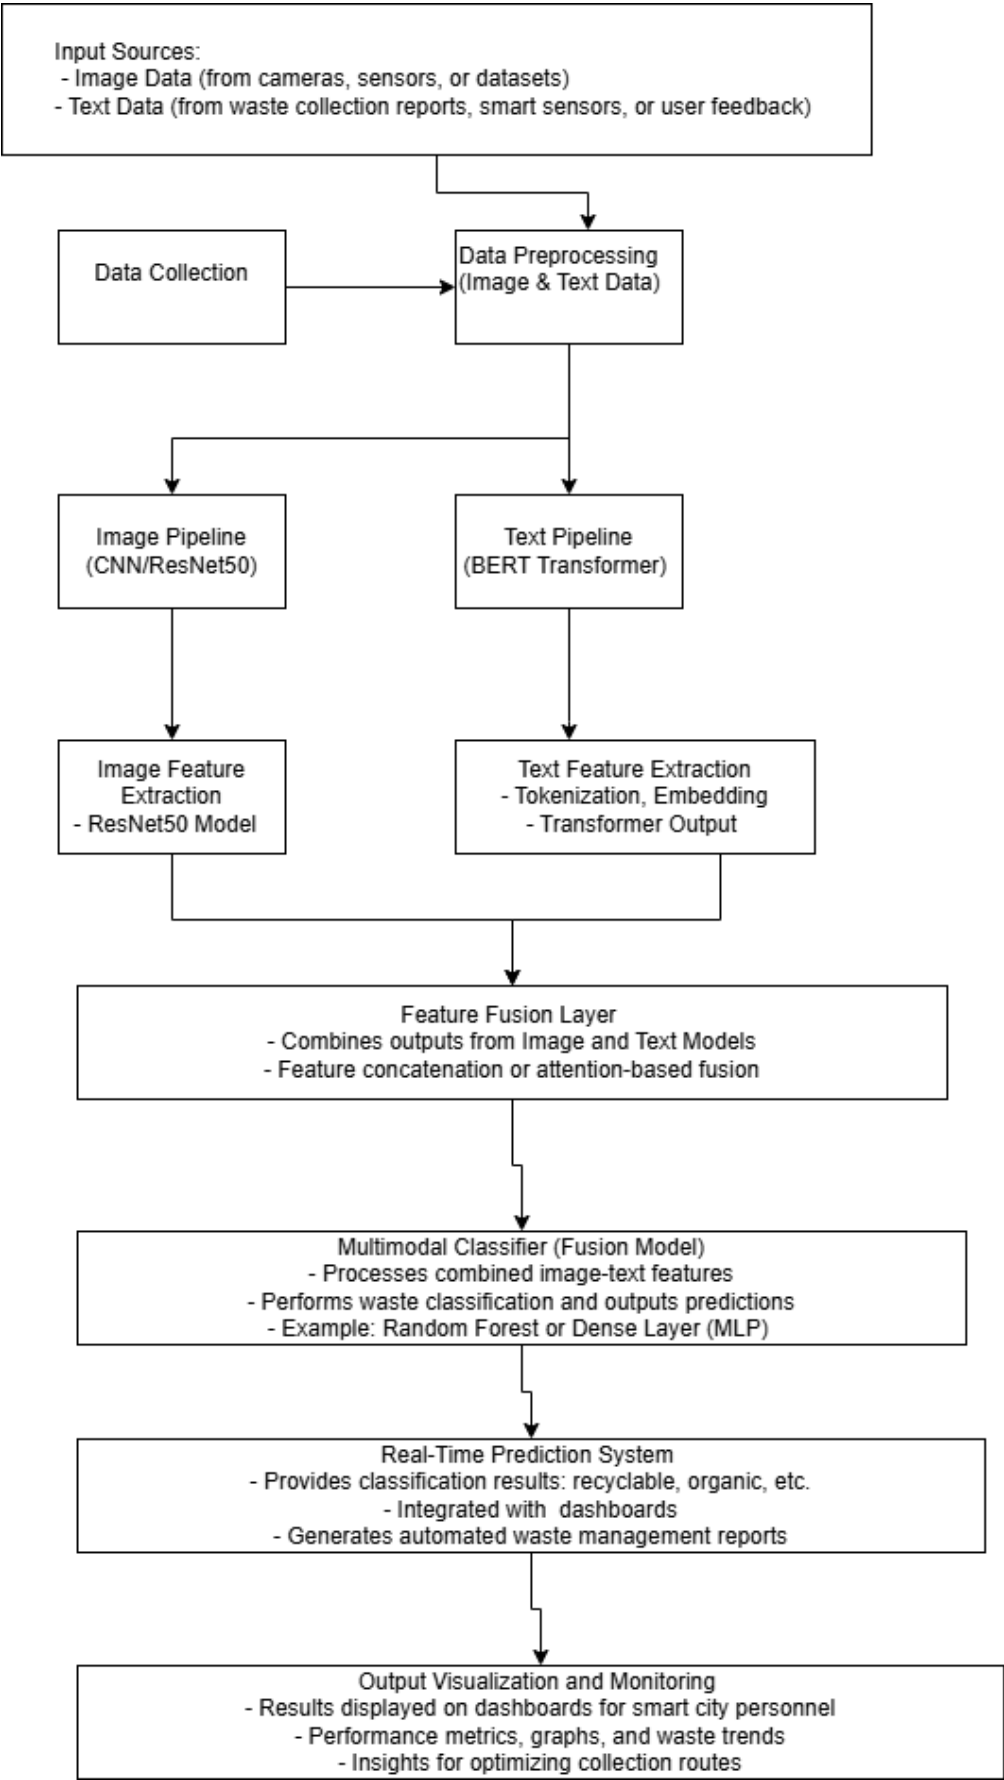 Input Sources:
- Image Data (from cameras, sensors, or datasets)
- Text Data (from waste collection reports, smart sensors, or user feedback)
Data Collection
Data Preprocessing
(Image & Text Data)
Image Pipeline
(CNN/ResNet50)
Text Pipeline
(BERT Transformer)
Image Feature
Extraction
- ResNet50 Model
Text Feature Extraction
- Tokenization, Embedding
- Transformer Output
Feature Fusion Layer
- Combines outputs from Image and Text Models
- Feature concatenation or attention-based fusion
Multimodal Classifier (Fusion Model)
- Processes combined image-text features
- Performs waste classification and outputs predictions
- Example: Random Forest or Dense Layer (MLP)
Real-Time Prediction System
- Provides classification results: recyclable, organic, etc.
- Integrated with  dashboards
- Generates automated waste management reports
Output Visualization and Monitoring
- Results displayed on dashboards for smart city personnel
- Performance metrics, graphs, and waste trends
- Insights for optimizing collection routes